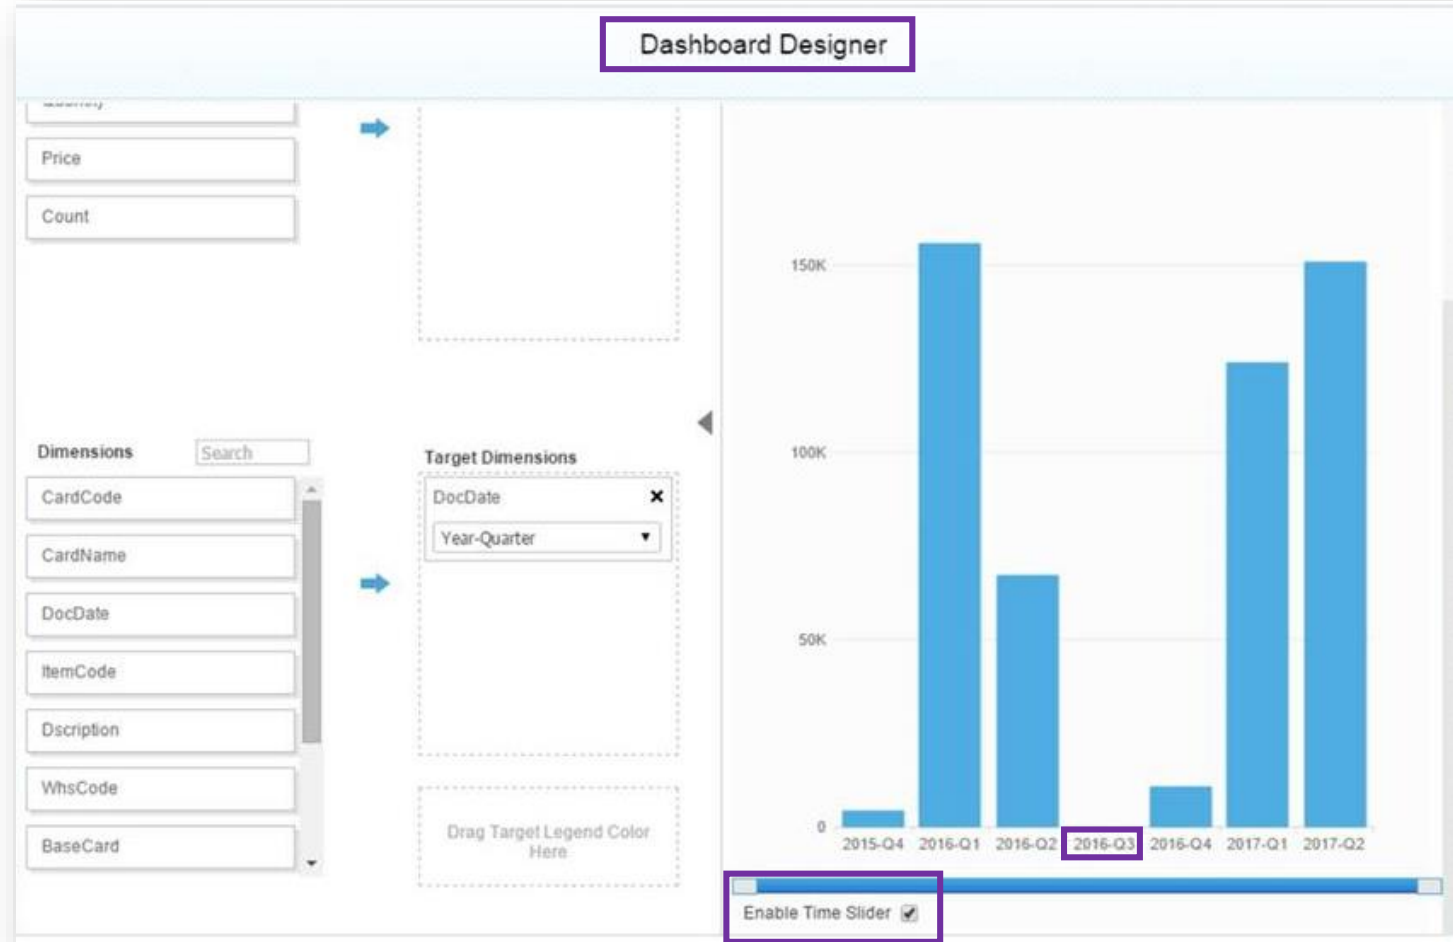 Dashboard Designer
Price
Count
Dimensions
Search
CardCode
CardName
DocDate
ItemCode
Dscription
WhsCode
BaseCard
Target Dimensions
DocDate
Year-Quarter
Drag Target Legend Color
Here
150K
100K
50K
0
2015-Q4 2016-Q1 2016-Q2 2016-Q3 2016-Q4 2017-Q1 2017-Q2
Enable Time Slider